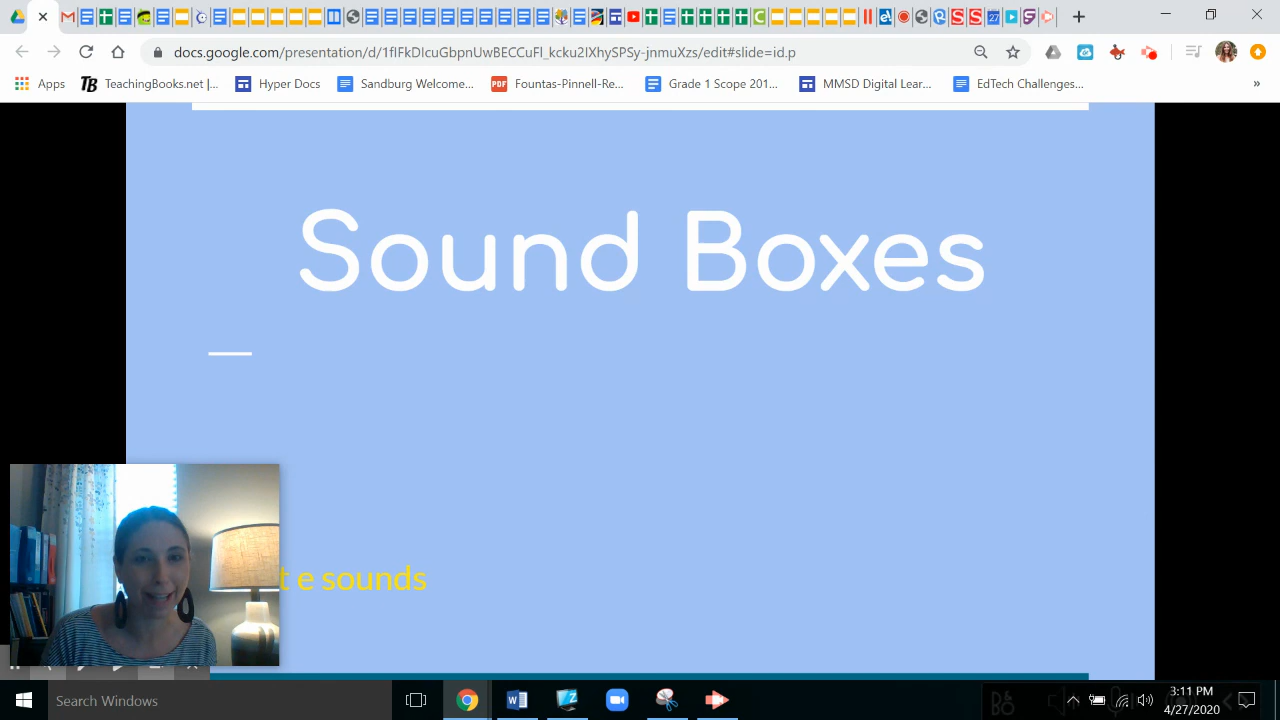 docs.google.com/presentation/d/1fIFkDIcuGbpnUwBECCuFl_kcku2IXhySPSy-jnmuXzs/edit#slide=id.p
Apps TeachingBooks.net |... Hyper Docs Sandburg Welcome... PDF Fountas-Pinnell-Re... Grade 1 Scope 201... MMSD Digital Lear... EdTech Challenges... »
Sound Boxes
t e sounds
Search Windows
3:11 PM
4/27/2020